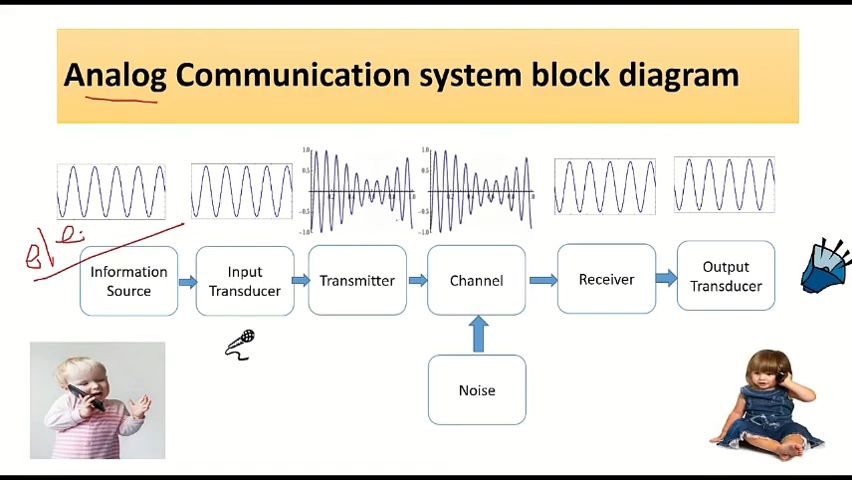 Analog Communication system block diagram
Information
Source
Input
Transducer
Transmitter
Channel
Receiver
Output
Transducer
Noise